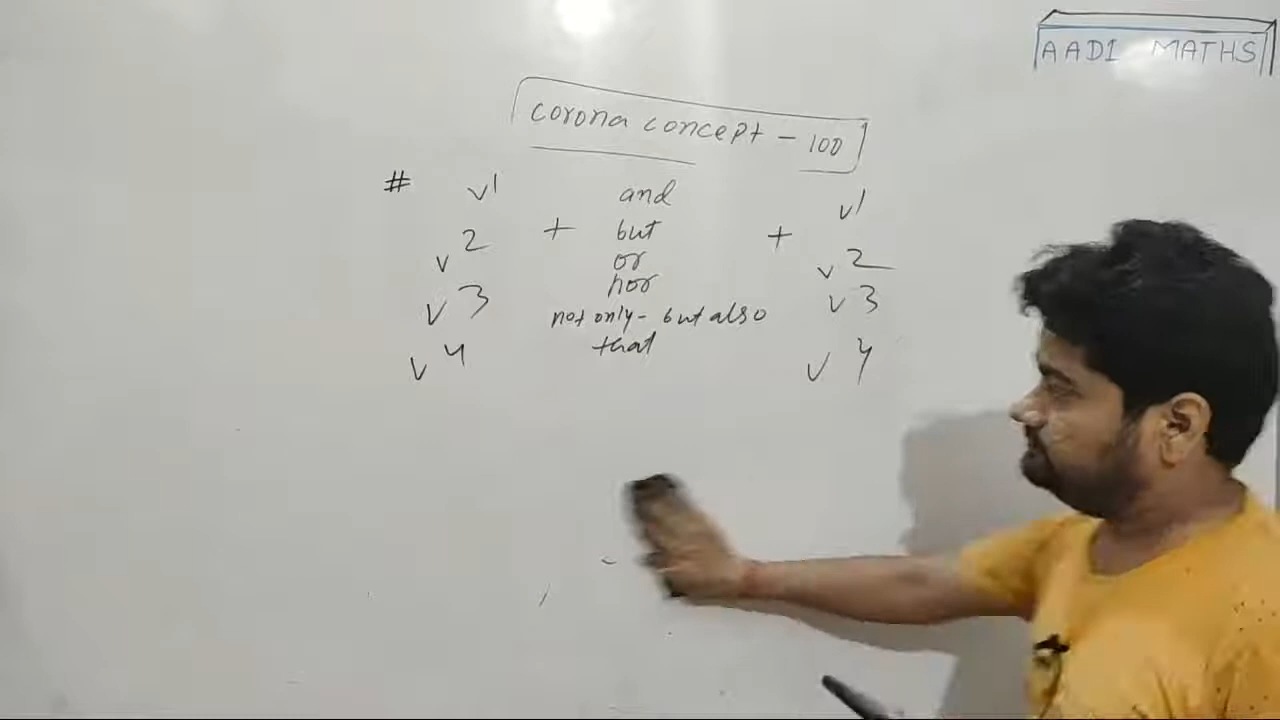 AADI MATHS
corona concept - 100
# v1 and v1
v2 + but + v2
or
v3 nor v3
not only - but also
v4 that v4